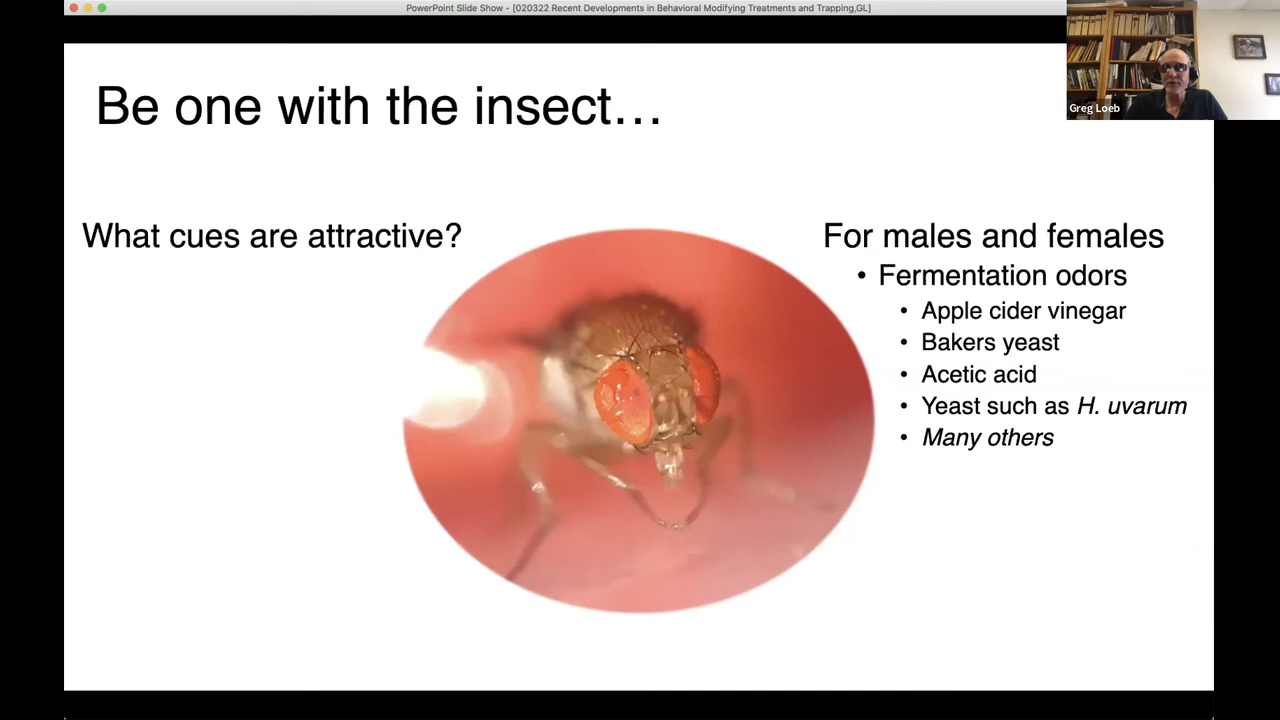 PowerPoint Slide Show - [020322 Recent Developments in Behavioral Modifying Treatments and Trapping,GL]
Greg Loeb
Be one with the insect…
What cues are attractive?
For males and females
• Fermentation odors
• Apple cider vinegar
• Bakers yeast
• Acetic acid
• Yeast such as H. uvarum
• Many others